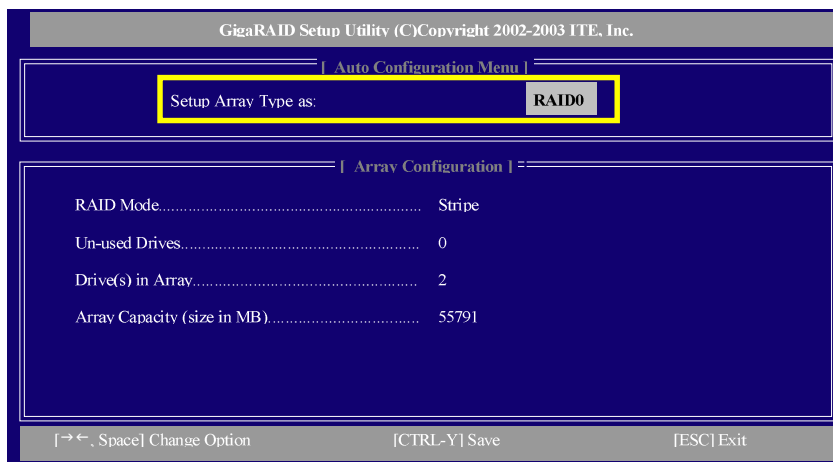 GigaRAID Setup Utility (C)Copyright 2002-2003 ITE, Inc.
[ Auto Configuration Menu ]
Setup Array Type as: RAID0
[ Array Configuration ]
RAID Mode.......................................................... Stripe
Un-used Drives..................................................... 0
Drive(s) in Array.................................................. 2
Array Capacity (size in MB)................................. 55791
[→←, Space] Change Option [CTRL-Y] Save [ESC] Exit